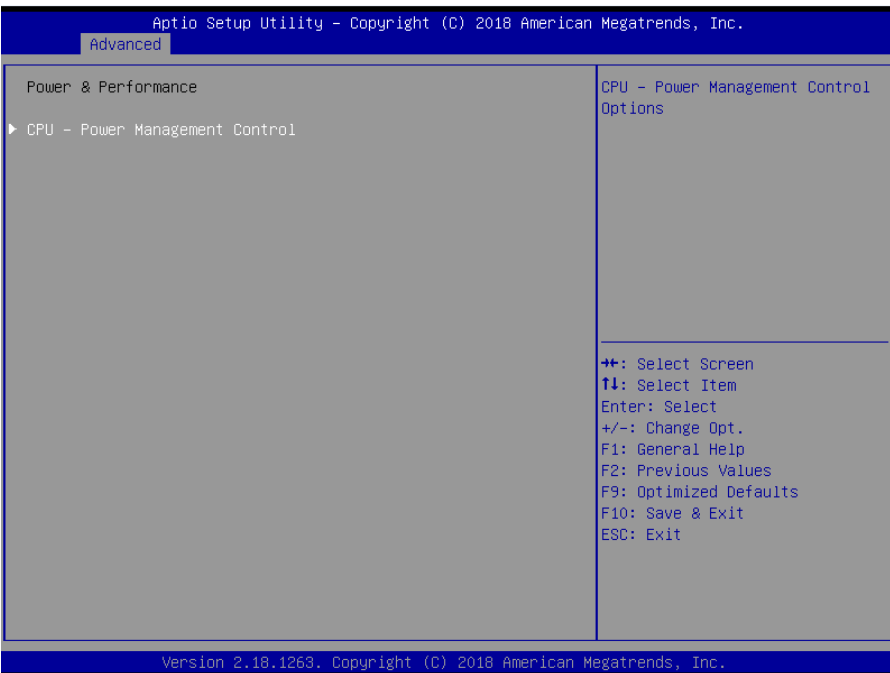 Aptio Setup Utility – Copyright (C) 2018 American Megatrends, Inc.
Advanced
Power & Performance
CPU – Power Management Control
CPU – Power Management Control
Options
→←: Select Screen
↑↓: Select Item
Enter: Select
+/-: Change Opt.
F1: General Help
F2: Previous Values
F9: Optimized Defaults
F10: Save & Exit
ESC: Exit
Version 2.18.1263. Copyright (C) 2018 American Megatrends, Inc.